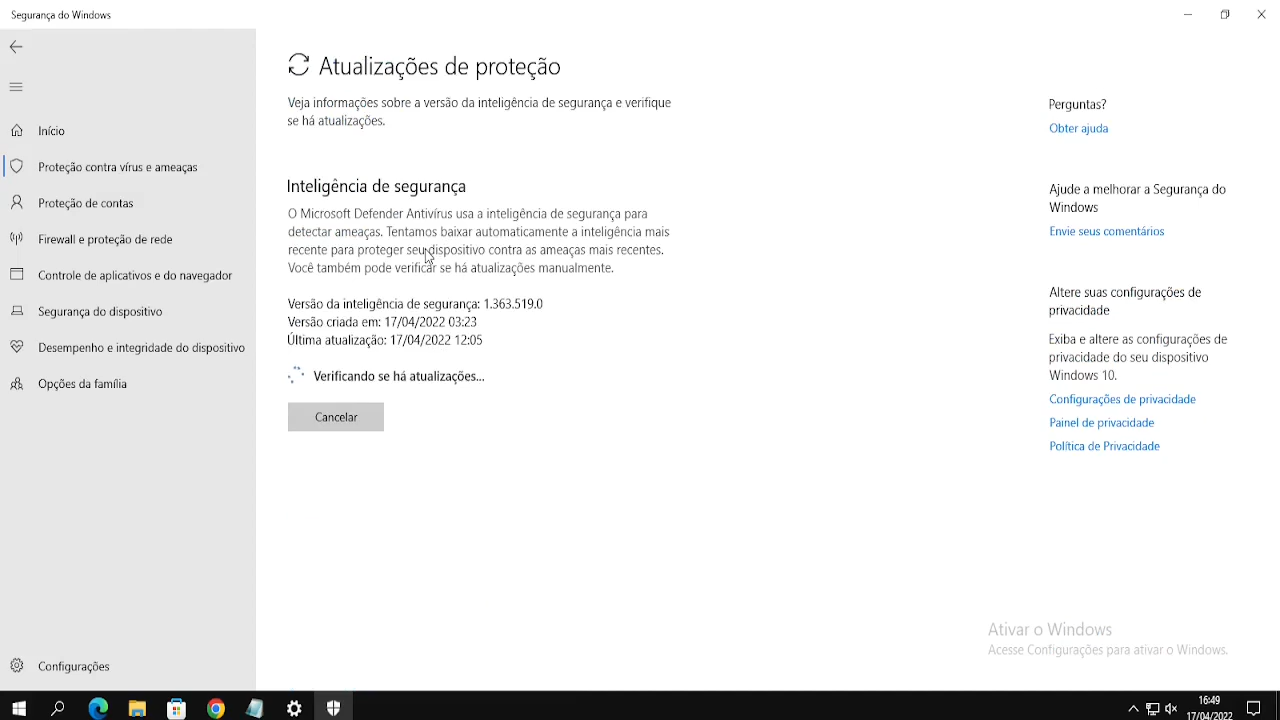 Segurança do Windows
Início
Proteção contra vírus e ameaças
Proteção de contas
Firewall e proteção de rede
Controle de aplicativos e do navegador
Segurança do dispositivo
Desempenho e integridade do dispositivo
Opções da família
Configurações
Atualizações de proteção
Veja informações sobre a versão da inteligência de segurança e verifique
se há atualizações.
Inteligência de segurança
O Microsoft Defender Antivírus usa a inteligência de segurança para
detectar ameaças. Tentamos baixar automaticamente a inteligência mais
recente para proteger seu dispositivo contra as ameaças mais recentes.
Você também pode verificar se há atualizações manualmente.
Versão da inteligência de segurança: 1.363.519.0
Versão criada em: 17/04/2022 03:23
Última atualização: 17/04/2022 12:05
Verificando se há atualizações...
Cancelar
Perguntas?
Obter ajuda
Ajude a melhorar a Segurança do
Windows
Envie seus comentários
Altere suas configurações de
privacidade
Exiba e altere as configurações de
privacidade do seu dispositivo
Windows 10.
Configurações de privacidade
Painel de privacidade
Política de Privacidade
Ativar o Windows
Acesse Configurações para ativar o Windows.
16:49
17/04/2022